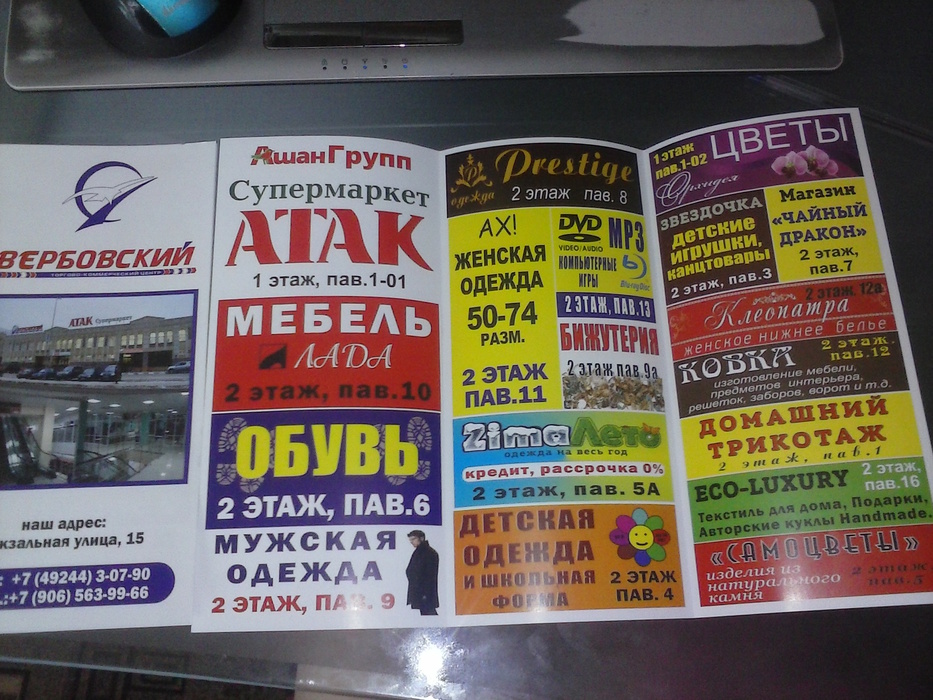 ВЕРБОВСКИЙ
ТОРГОВО-КОММЕРЧЕСКИЙ ЦЕНТР
АТАК Супермаркет
наш адрес:
кзальная улица, 15
: +7 (49244) 3-07-90
.:+7 (906) 563-99-66
АшанГрупп
Супермаркет
АТАК
1 этаж, пав.1-01
МЕБЕЛЬ
ЛАДА
2 этаж, пав.10
ОБУВЬ
2 ЭТАЖ, ПАВ.6
МУЖСКАЯ
ОДЕЖДА
2 ЭТАЖ, ПАВ. 9
Prestige
одежда
2 этаж пав. 8
АХ!
ЖЕНСКАЯ
ОДЕЖДА
50-74
РАЗМ.
2 ЭТАЖ
ПАВ.11
DVD
VIDEO/AUDIO
MP3
КОМПЬЮТЕРНЫЕ
ИГРЫ
Blu-ray Disc
2 ЭТАЖ, ПАВ.13
БИЖУТЕРИЯ
2 этаж, пав.9а
ZimaЛето
одежда на весь год
кредит, рассрочка 0%
2 этаж, пав. 5А
ДЕТСКАЯ
ОДЕЖДА
И ШКОЛЬНАЯ
ФОРМА
2 ЭТАЖ
ПАВ. 4
1 этаж
пав.1-02
ЦВЕТЫ
Орхидея
ЗВЕЗДОЧКА
детские
игрушки,
канцтовары
2 этаж, пав.3
Магазин
«ЧАЙНЫЙ
ДРАКОН»
2 этаж,
пав.7
2 этаж. 12а
Клеопатра
женское нижнее белье
КОВКА
2 этаж
пав.12
изготовление мебели,
предметов интерьера,
решеток, заборов, ворот и т.д.
ДОМАШНИЙ
ТРИКОТАЖ
2 этаж, пав.1
ECO-LUXURY
2 этаж,
пав.16
Текстиль для дома, Подарки,
Авторские куклы Handmade.
«САМОЦВЕТЫ»
изделия из
натурального
камня
2 этаж
пав.5